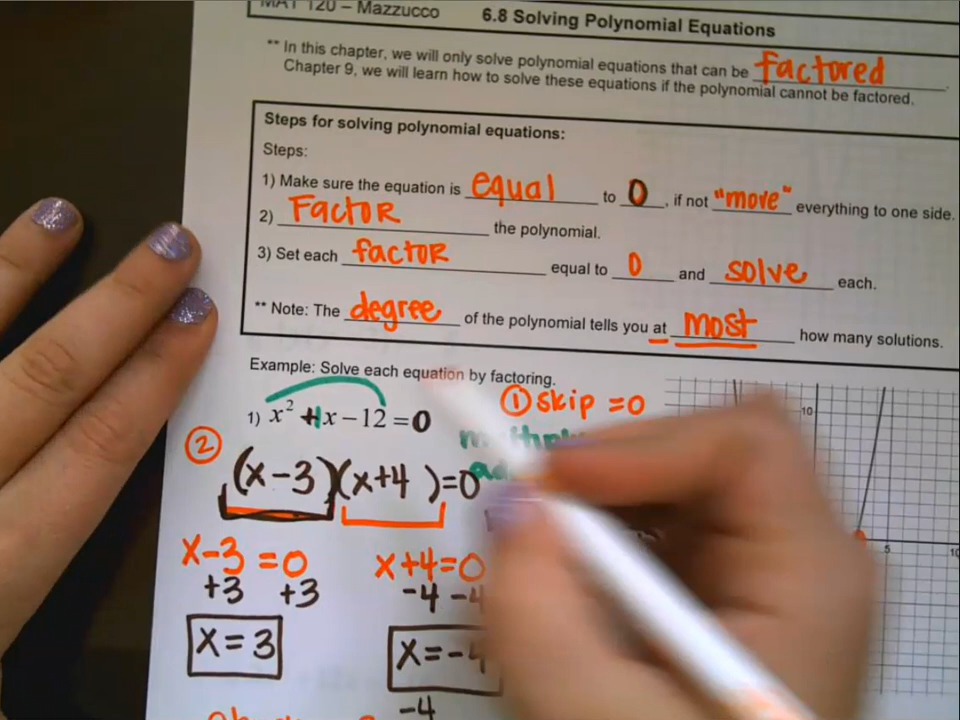 MAT 120 – Mazzucco 6.8 Solving Polynomial Equations
** In this chapter, we will only solve polynomial equations that can be factored.
Chapter 9, we will learn how to solve these equations if the polynomial cannot be factored.
Steps for solving polynomial equations:
Steps:
1) Make sure the equation is equal to 0, if not "move" everything to one side.
2) Factor the polynomial.
3) Set each factor equal to 0 and solve each.
** Note: The degree of the polynomial tells you at most how many solutions.
Example: Solve each equation by factoring.
① skip =0
1) x² + 1x – 12 = 0
10
② (x-3)(x+4)=0
x-3=0 x+4=0
+3 +3 -4 -4
5 10
x=3 x=-4
-4